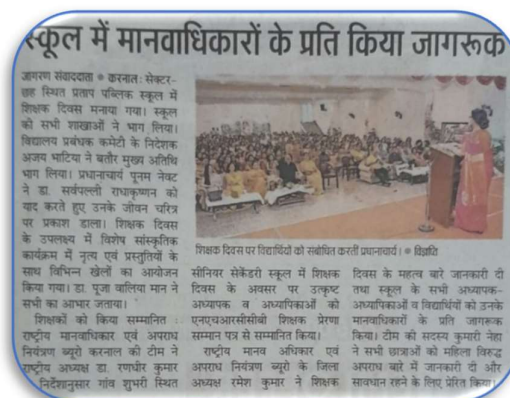 स्कूल में मानवाधिकारों के प्रति किया जागरूक
जागरण संवाददाता ● करनाल: सेक्टर-
छह स्थित प्रताप पब्लिक स्कूल में
शिक्षक दिवस मनाया गया। स्कूल
की सभी शाखाओं ने भाग लिया।
विद्यालय प्रबंधक कमेटी के निदेशक
अजय भाटिया ने बतौर मुख्य अतिथि
भाग लिया। प्रधानाचार्य पूनम नेवट
ने डा. सर्वपल्ली राधाकृष्णन को
याद करते हुए उनके जीवन चरित्र
पर प्रकाश डाला। शिक्षक दिवस
के उपलक्ष्य में विशेष सांस्कृतिक
कार्यक्रम में नृत्य एवं प्रस्तुतियों के
साथ विभिन्न खेलों का आयोजन
किया गया। डा. पूजा वालिया मान ने
सभी का आभार जताया।
शिक्षकों को किया सम्मानित :
राष्ट्रीय मानवाधिकार एवं अपराध
नियंत्रण ब्यूरो करनाल की टीम ने
राष्ट्रीय अध्यक्ष डा. रणधीर कुमार
निर्देशानुसार गांव शुभरी स्थित
शिक्षक दिवस पर विद्यार्थियों को संबोधित करतीं प्रधानाचार्य। ● विज्ञप्ति
सीनियर सेकेंडरी स्कूल में शिक्षक
दिवस के अवसर पर उत्कृष्ट
अध्यापक व अध्यापिकाओं को
एनएचआरसीसीबी शिक्षक प्रेरणा
सम्मान पत्र से सम्मानित किया।
राष्ट्रीय मानव अधिकार एवं
अपराध नियंत्रण ब्यूरो के जिला
अध्यक्ष रमेश कुमार ने शिक्षक
दिवस के महत्व बारे जानकारी दी
तथा स्कूल के सभी अध्यापक-
अध्यापिकाओं व विद्यार्थियों को उनके
मानवाधिकारों के प्रति जागरूक
किया। टीम की सदस्य कुमारी नेहा
ने सभी छात्राओं को महिला विरुद्ध
अपराध बारे में जानकारी दी और
सावधान रहने के लिए प्रेरित किया।